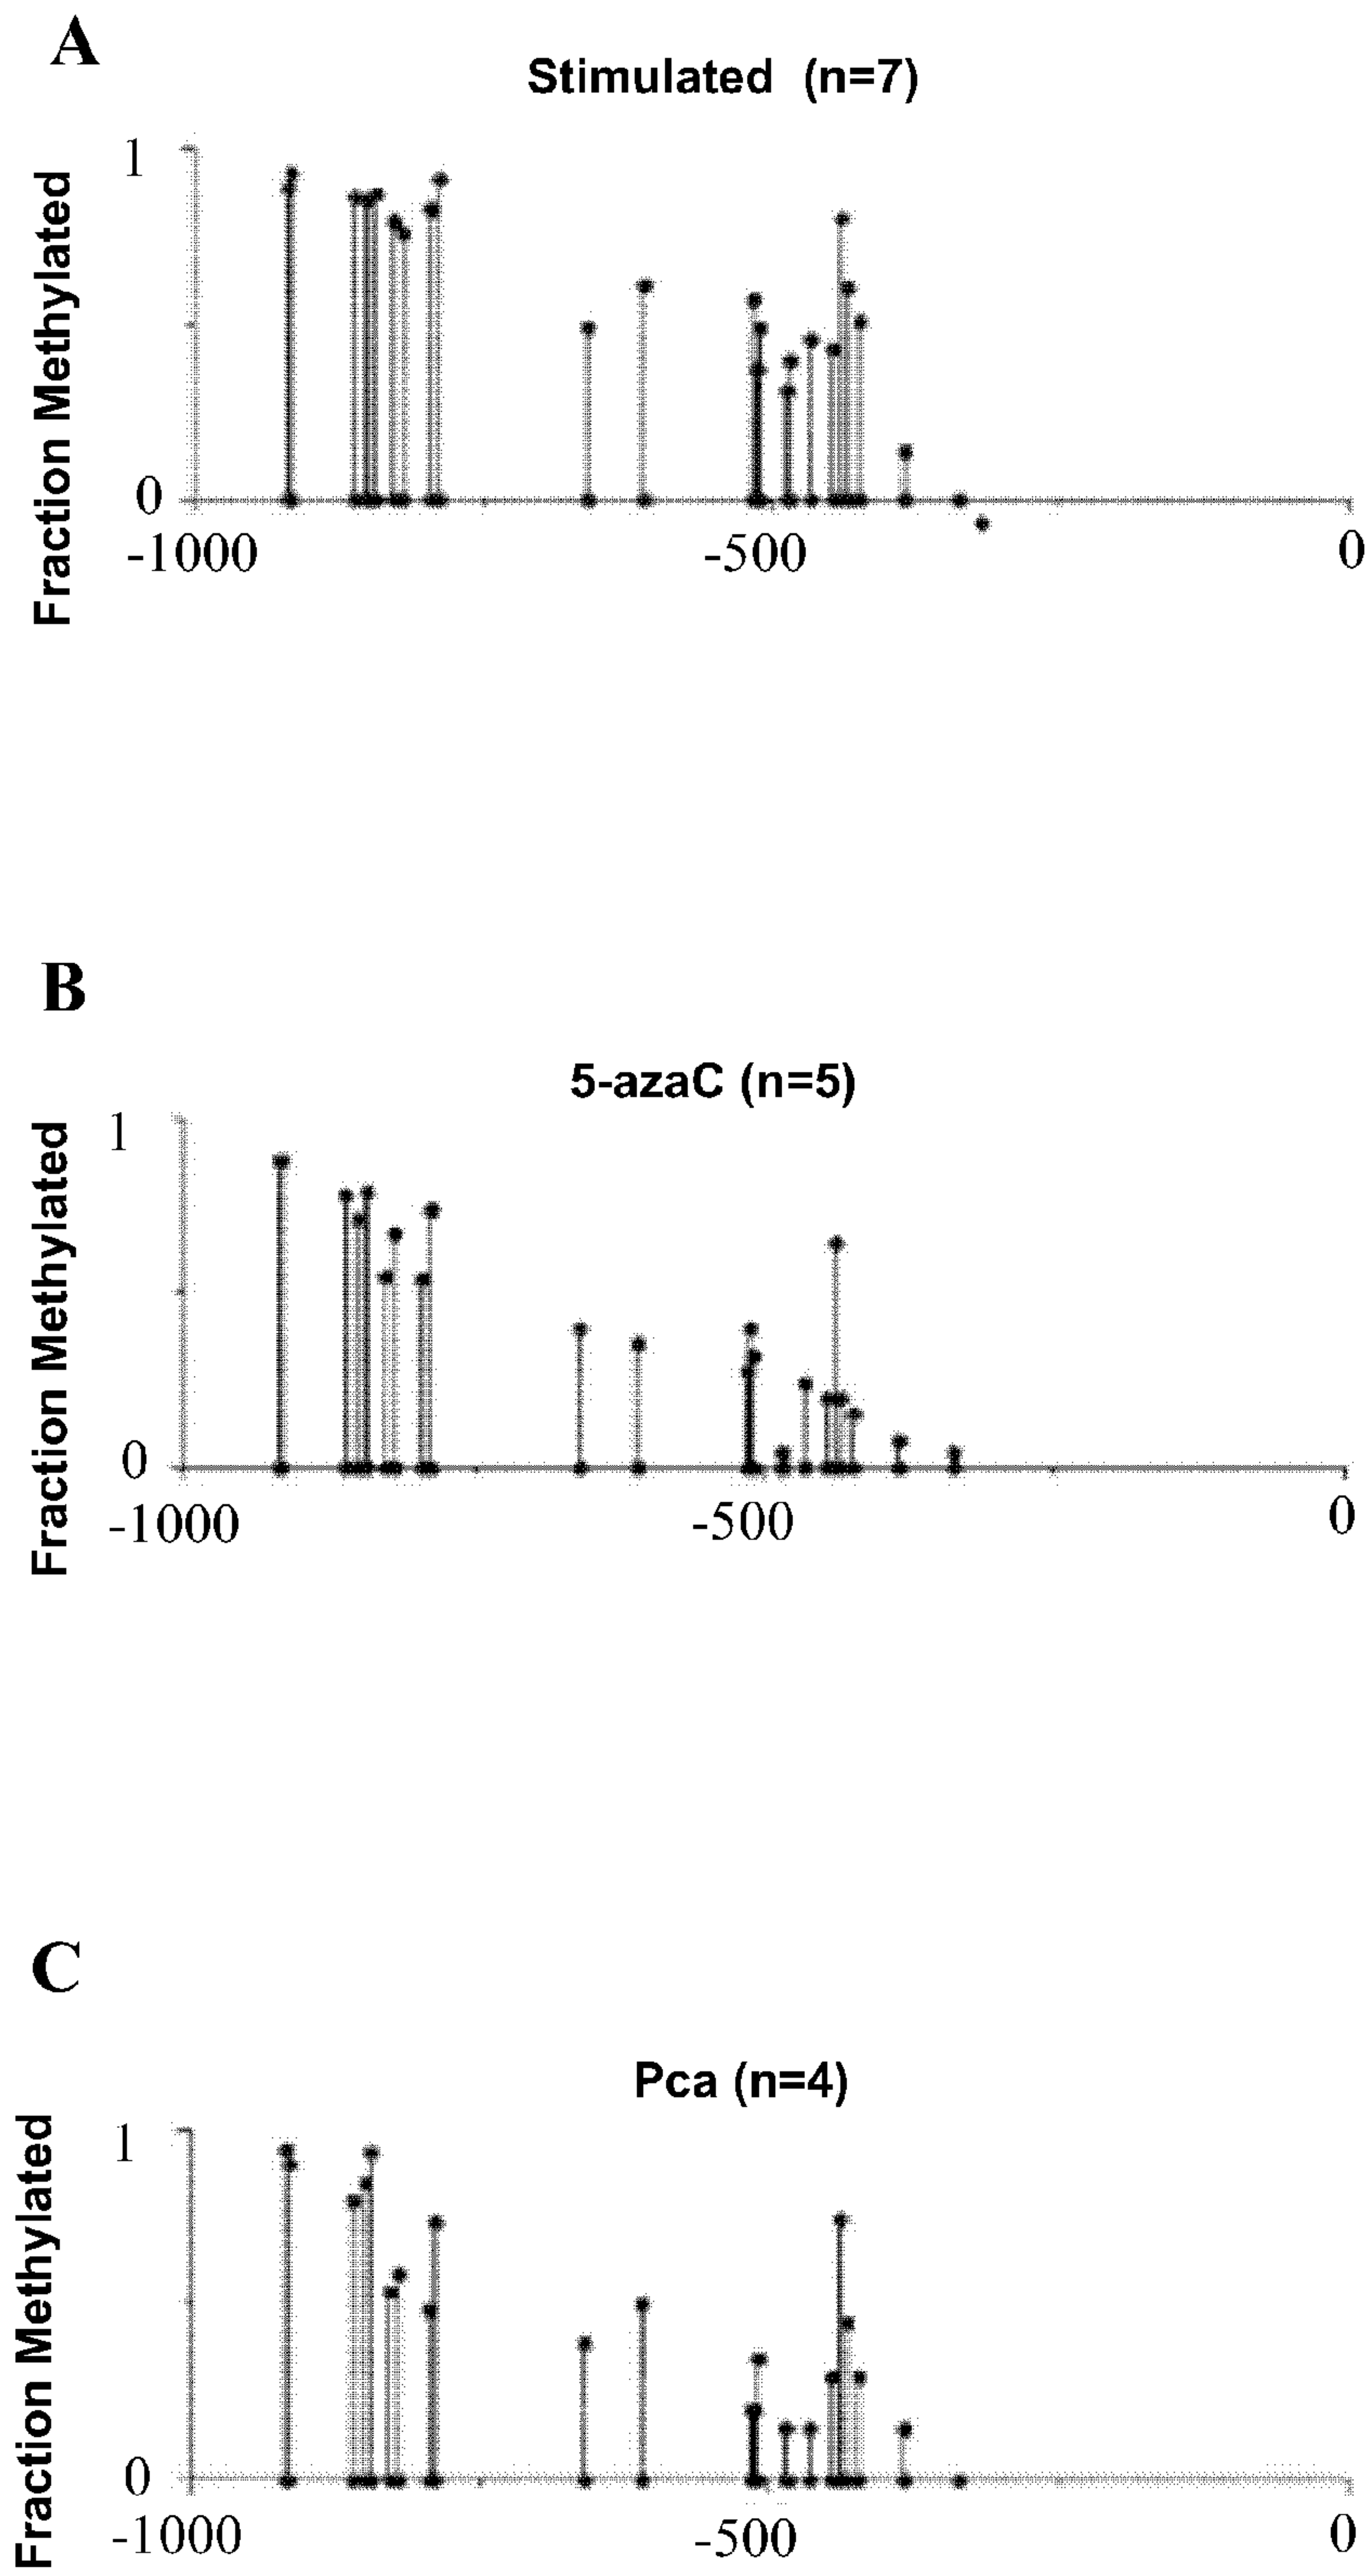 A
Stimulated (n=7)
1
Fraction Methylated
0
-1000
-500
0
B
5-azaC (n=5)
1
Fraction Methylated
0
-1000
-500
0
C
Pca (n=4)
1
Fraction Methylated
0
-1000
-500
0